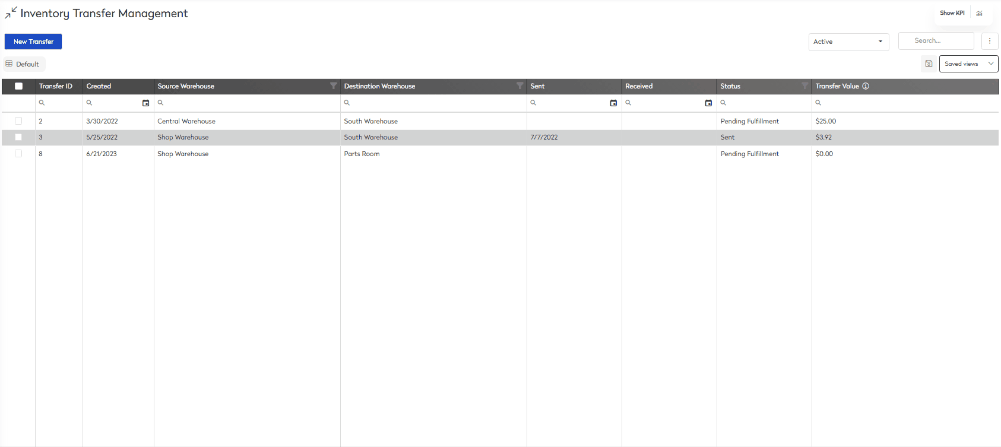 Inventory Transfer Management
Show KPI
New Transfer
Active
Search...
Default
Saved views
Transfer ID Created Source Warehouse Destination Warehouse Sent Received Status Transfer Value
2 3/30/2022 Central Warehouse South Warehouse Pending Fulfillment $25.00
3 5/25/2022 Shop Warehouse South Warehouse 7/7/2022 Sent $3.92
8 6/21/2023 Shop Warehouse Parts Room Pending Fulfillment $0.00